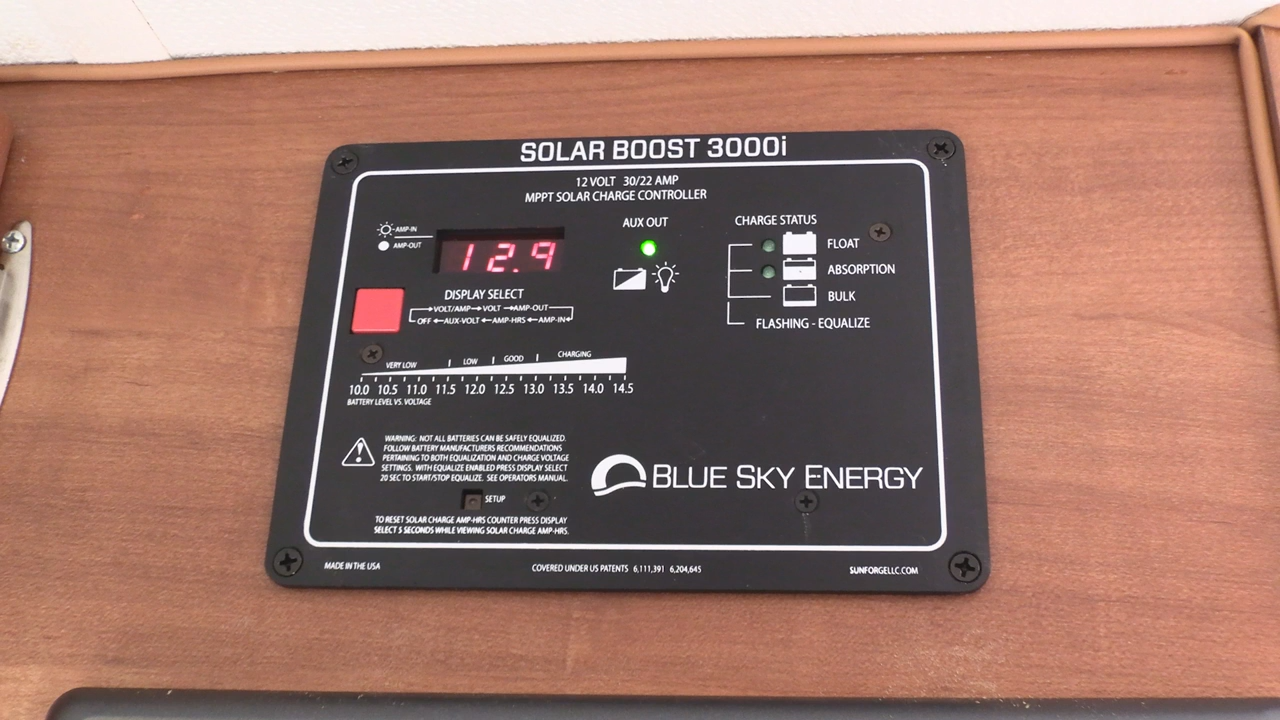 SOLAR BOOST 3000i
12 VOLT 30/22 AMP
MPPT SOLAR CHARGE CONTROLLER
AMP-IN
AMP-OUT
12.9
AUX OUT
CHARGE STATUS
FLOAT
ABSORPTION
BULK
FLASHING - EQUALIZE
DISPLAY SELECT
VOLT/AMP VOLT AMP-OUT
OFF AUX-VOLT AMP-HRS AMP-IN
VERY LOW LOW GOOD CHARGING
10.0 10.5 11.0 11.5 12.0 12.5 13.0 13.5 14.0 14.5
BATTERY LEVEL VS. VOLTAGE
WARNING: NOT ALL BATTERIES CAN BE SAFELY EQUALIZED.
FOLLOW BATTERY MANUFACTURERS RECOMMENDATIONS
PERTAINING TO BOTH EQUALIZATION AND CHARGE VOLTAGE
SETTINGS. WITH EQUALIZE ENABLED PRESS DISPLAY SELECT
20 SEC TO START/STOP EQUALIZE. SEE OPERATORS MANUAL.
SETUP
TO RESET SOLAR CHARGE AMP-HRS COUNTER PRESS DISPLAY
SELECT 5 SECONDS WHILE VIEWING SOLAR CHARGE AMP-HRS.
BLUE SKY ENERGY
MADE IN THE USA
COVERED UNDER US PATENTS 6,111,391 6,204,645
SUNFORGELLC.COM